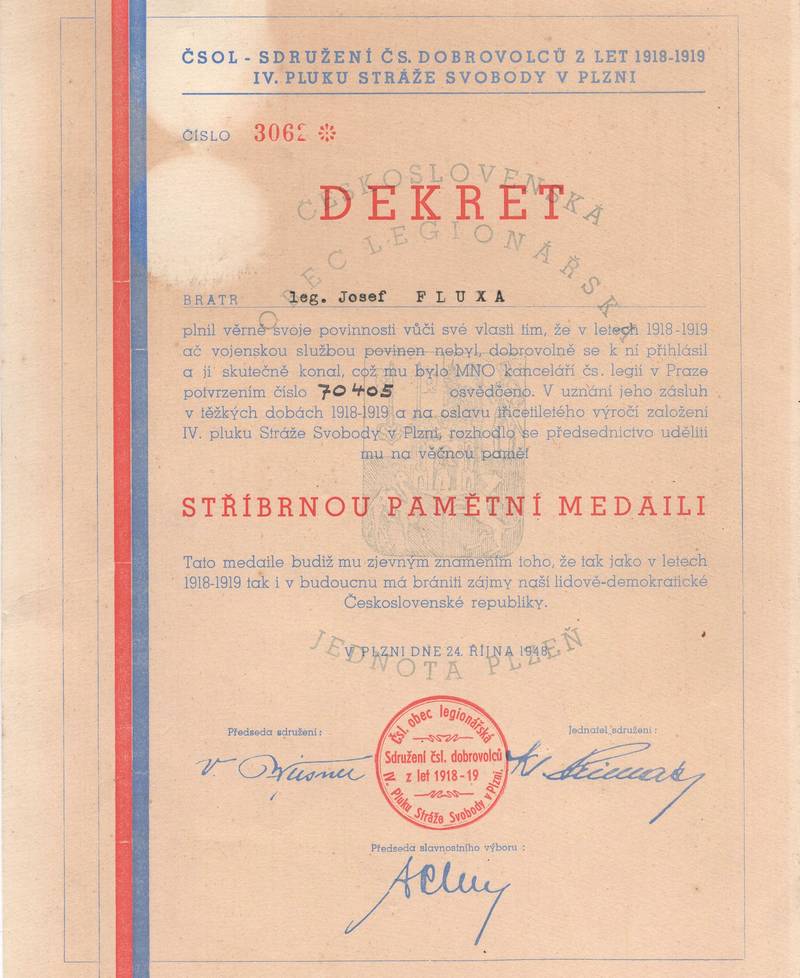 ČSOL - SDRUŽENÍ ČS. DOBROVOLCŮ Z LET 1918-1919
IV. PLUKU STRÁŽE SVOBODY V PLZNI
ČÍSLO 3062
ČESKOSLOVENSKÁ
DEKRET
OBEC LEGIONÁŘSKÁ
BRATR leg. Josef FLUXA
plnil věrně svoje povinnosti vůči své vlasti tím, že v letech 1918-1919
ač vojenskou službou povinen nebyl, dobrovolně se k ní přihlásil
a ji skutečně konal, což mu bylo MNO kanceláří čs. legií v Praze
potvrzením číslo 70405 osvědčeno. V uznání jeho zásluh
v těžkých dobách 1918-1919 a na oslavu třicetiletého výročí založení
IV. pluku Stráže Svobody v Plzni, rozhodlo se předsednictvo uděliti
mu na věčnou paměť
STŘÍBRNOU PAMĚTNÍ MEDAILI
Tato medaile budiž mu zjevným znamením toho, že tak jako v letech
1918-1919 tak i v budoucnu má brániti zájmy naší lidově-demokratické
Československé republiky.
V PLZNI DNE 24. ŘÍJNA 1948.
JEDNOTA PLZEŇ
Předseda sdružení:
Jednatel sdružení:
Čsl. obec legionářská
Sdružení čsl. dobrovolců
z let 1918-19
IV. Pluku Stráže Svobody v Plzni.
Předseda slavnostního výboru :